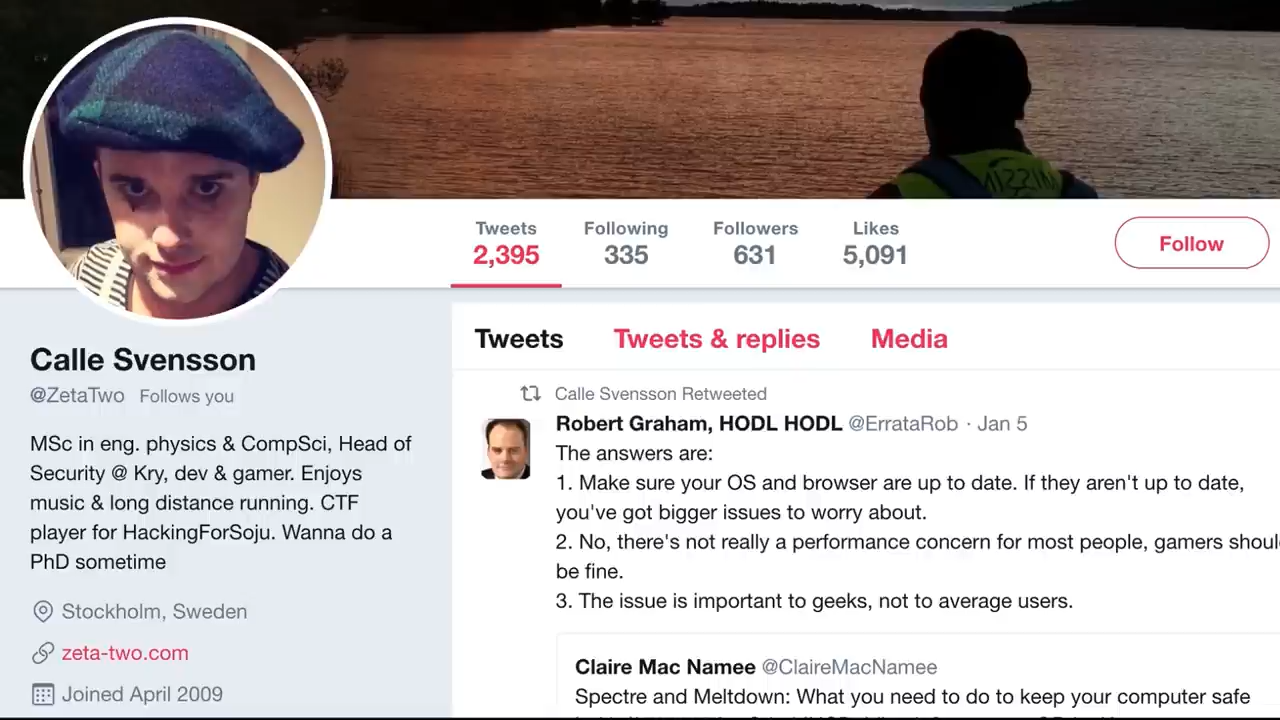 Tweets Following Followers Likes
2,395 335 631 5,091
Follow
Calle Svensson
@ZetaTwo Follows you
MSc in eng. physics & CompSci, Head of
Security @ Kry, dev & gamer. Enjoys
music & long distance running. CTF
player for HackingForSoju. Wanna do a
PhD sometime
Stockholm, Sweden
zeta-two.com
Joined April 2009
Tweets Tweets & replies Media
Calle Svensson Retweeted
Robert Graham, HODL HODL @ErrataRob · Jan 5
The answers are:
1. Make sure your OS and browser are up to date. If they aren't up to date,
you've got bigger issues to worry about.
2. No, there's not really a performance concern for most people, gamers shoul
be fine.
3. The issue is important to geeks, not to average users.
Claire Mac Namee @ClaireMacNamee
Spectre and Meltdown: What you need to do to keep your computer safe